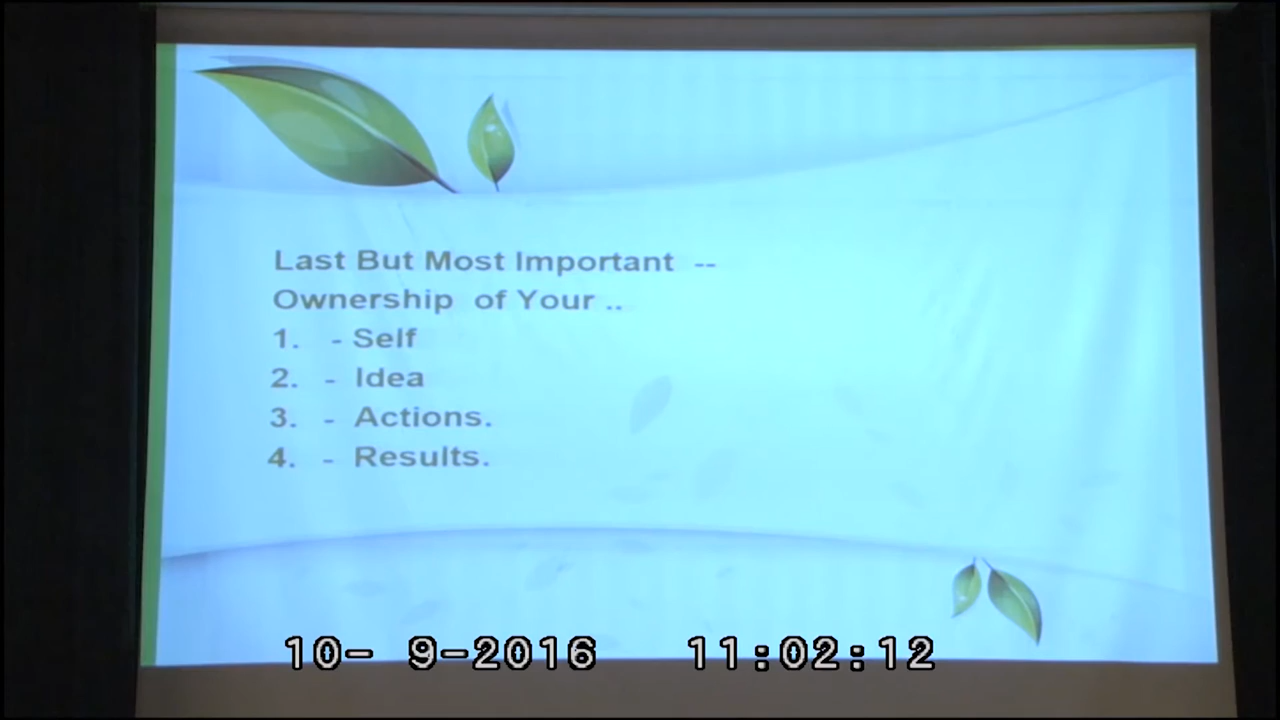 Last But Most Important --
Ownership of Your ..
1. - Self
2. - Idea
3. - Actions.
4. - Results.
10- 9-2016 11:02:12